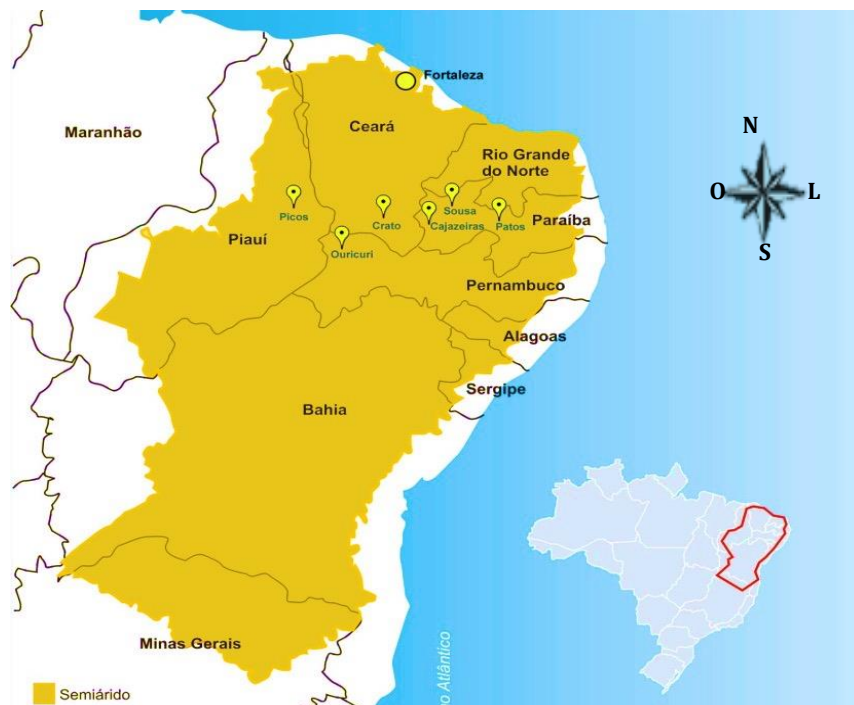 Fortaleza
Maranhão
Ceará
N
Rio Grande
do Norte
O
L
Picos
Sousa
Crato
Cajazeiras
Patos
Paraíba
S
Piauí
Ouricuri
Pernambuco
Alagoas
Sergipe
Bahia
Minas Gerais
Atlântico
Semiárido